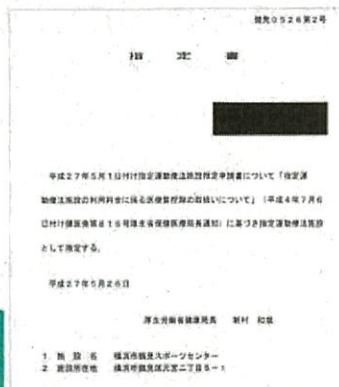 健発0526第2号
指 定 書
平成27年5月1日付け指定運動療法施設指定申請書について「指定運
動療法施設の利用料金に係る医療費控除の取扱いについて」(平成4年7月6
日付け健医発第816号厚生省保健医療局長通知)に基づき指定運動療法施設
として指定する。
平成27年5月26日
厚生労働省健康局長 新村 和哉
1 施 設 名 横浜市鶴見スポーツセンター
2 施設所在地 横浜市鶴見区元宮二丁目5-1